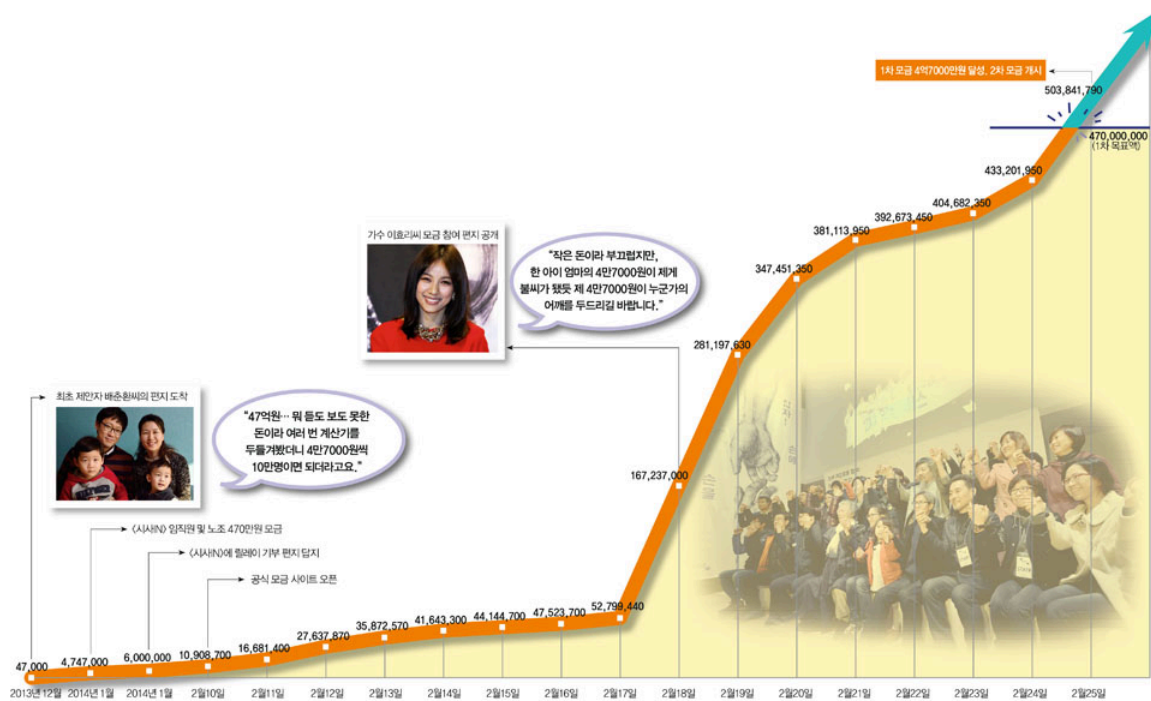 1차 모금 4억7000만원 달성, 2차 모금 개시
503,841,790
470,000,000
(1차 목표액)
433,201,950
404,682,350
392,673,450
381,113,950
347,451,350
281,197,630
167,237,000
가수 이효리씨 모금 참여 편지 공개
“작은 돈이라 부끄럽지만,
한 아이 엄마의 4만7000원이 제게
불씨가 됐듯 제 4만7000원이 누군가의
어깨를 두드리길 바랍니다.”
최초 제안자 배춘환씨의 편지 도착
“47억원… 뭐 듣도 보도 못한
돈이라 여러 번 계산기를
두들겨봤더니 4만7000원씩
10만명이면 되더라고요.”
〈시사IN〉 임직원 및 노조 470만원 모금
〈시사IN〉에 릴레이 기부 편지 답지
공식 모금 사이트 오픈
47,000
4,747,000
6,000,000
10,908,700
16,681,400
27,637,870
35,872,570
41,643,300
44,144,700
47,523,700
52,799,440
2013년 12월
2014년 1월
2014년 1월
2월10일
2월11일
2월12일
2월13일
2월14일
2월15일
2월16일
2월17일
2월18일
2월19일
2월20일
2월21일
2월22일
2월23일
2월24일
2월25일